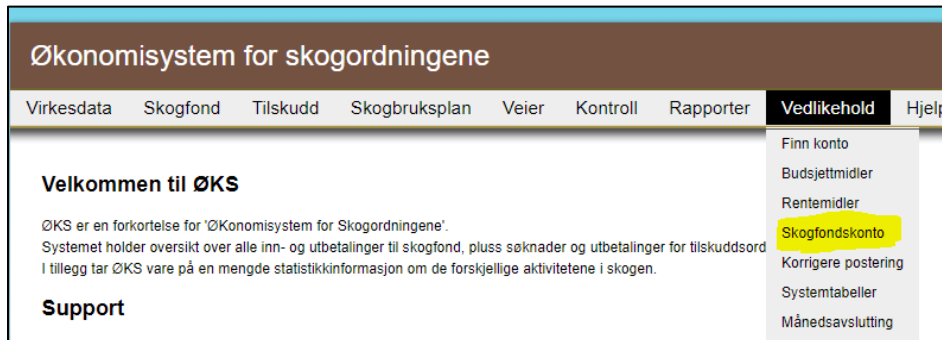 Økonomisystem for skogordningene
Virkesdata Skogfond Tilskudd Skogbruksplan Veier Kontroll Rapporter Vedlikehold Hjelp
Finn konto
Budsjettmidler
Rentemidler
Skogfondskonto
Korrigere postering
Systemtabeller
Månedsavslutting
Velkommen til ØKS
ØKS er en forkortelse for 'ØKonomisystem for Skogordningene'.
Systemet holder oversikt over alle inn- og utbetalinger til skogfond, pluss søknader og utbetalinger for tilskuddsord
I tillegg tar ØKS vare på en mengde statistikkinformasjon om de forskjellige aktivitetene i skogen.
Support